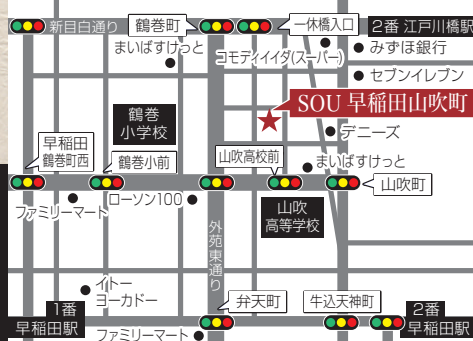 新目白通り
鶴巻町
一休橋入口
2番 江戸川橋駅
まいばすけっと
コモディイイダ(スーパー)
みずほ銀行
セブンイレブン
SOU 早稲田山吹町
鶴巻
小学校
デニーズ
早稲田
鶴巻町西
鶴巻小前
山吹高校前
まいばすけっと
山吹町
ファミリーマート
ローソン100
山吹
高等学校
外苑東通り
イトー
ヨーカドー
1番
早稲田駅
弁天町
牛込天神町
2番
早稲田駅
ファミリーマート